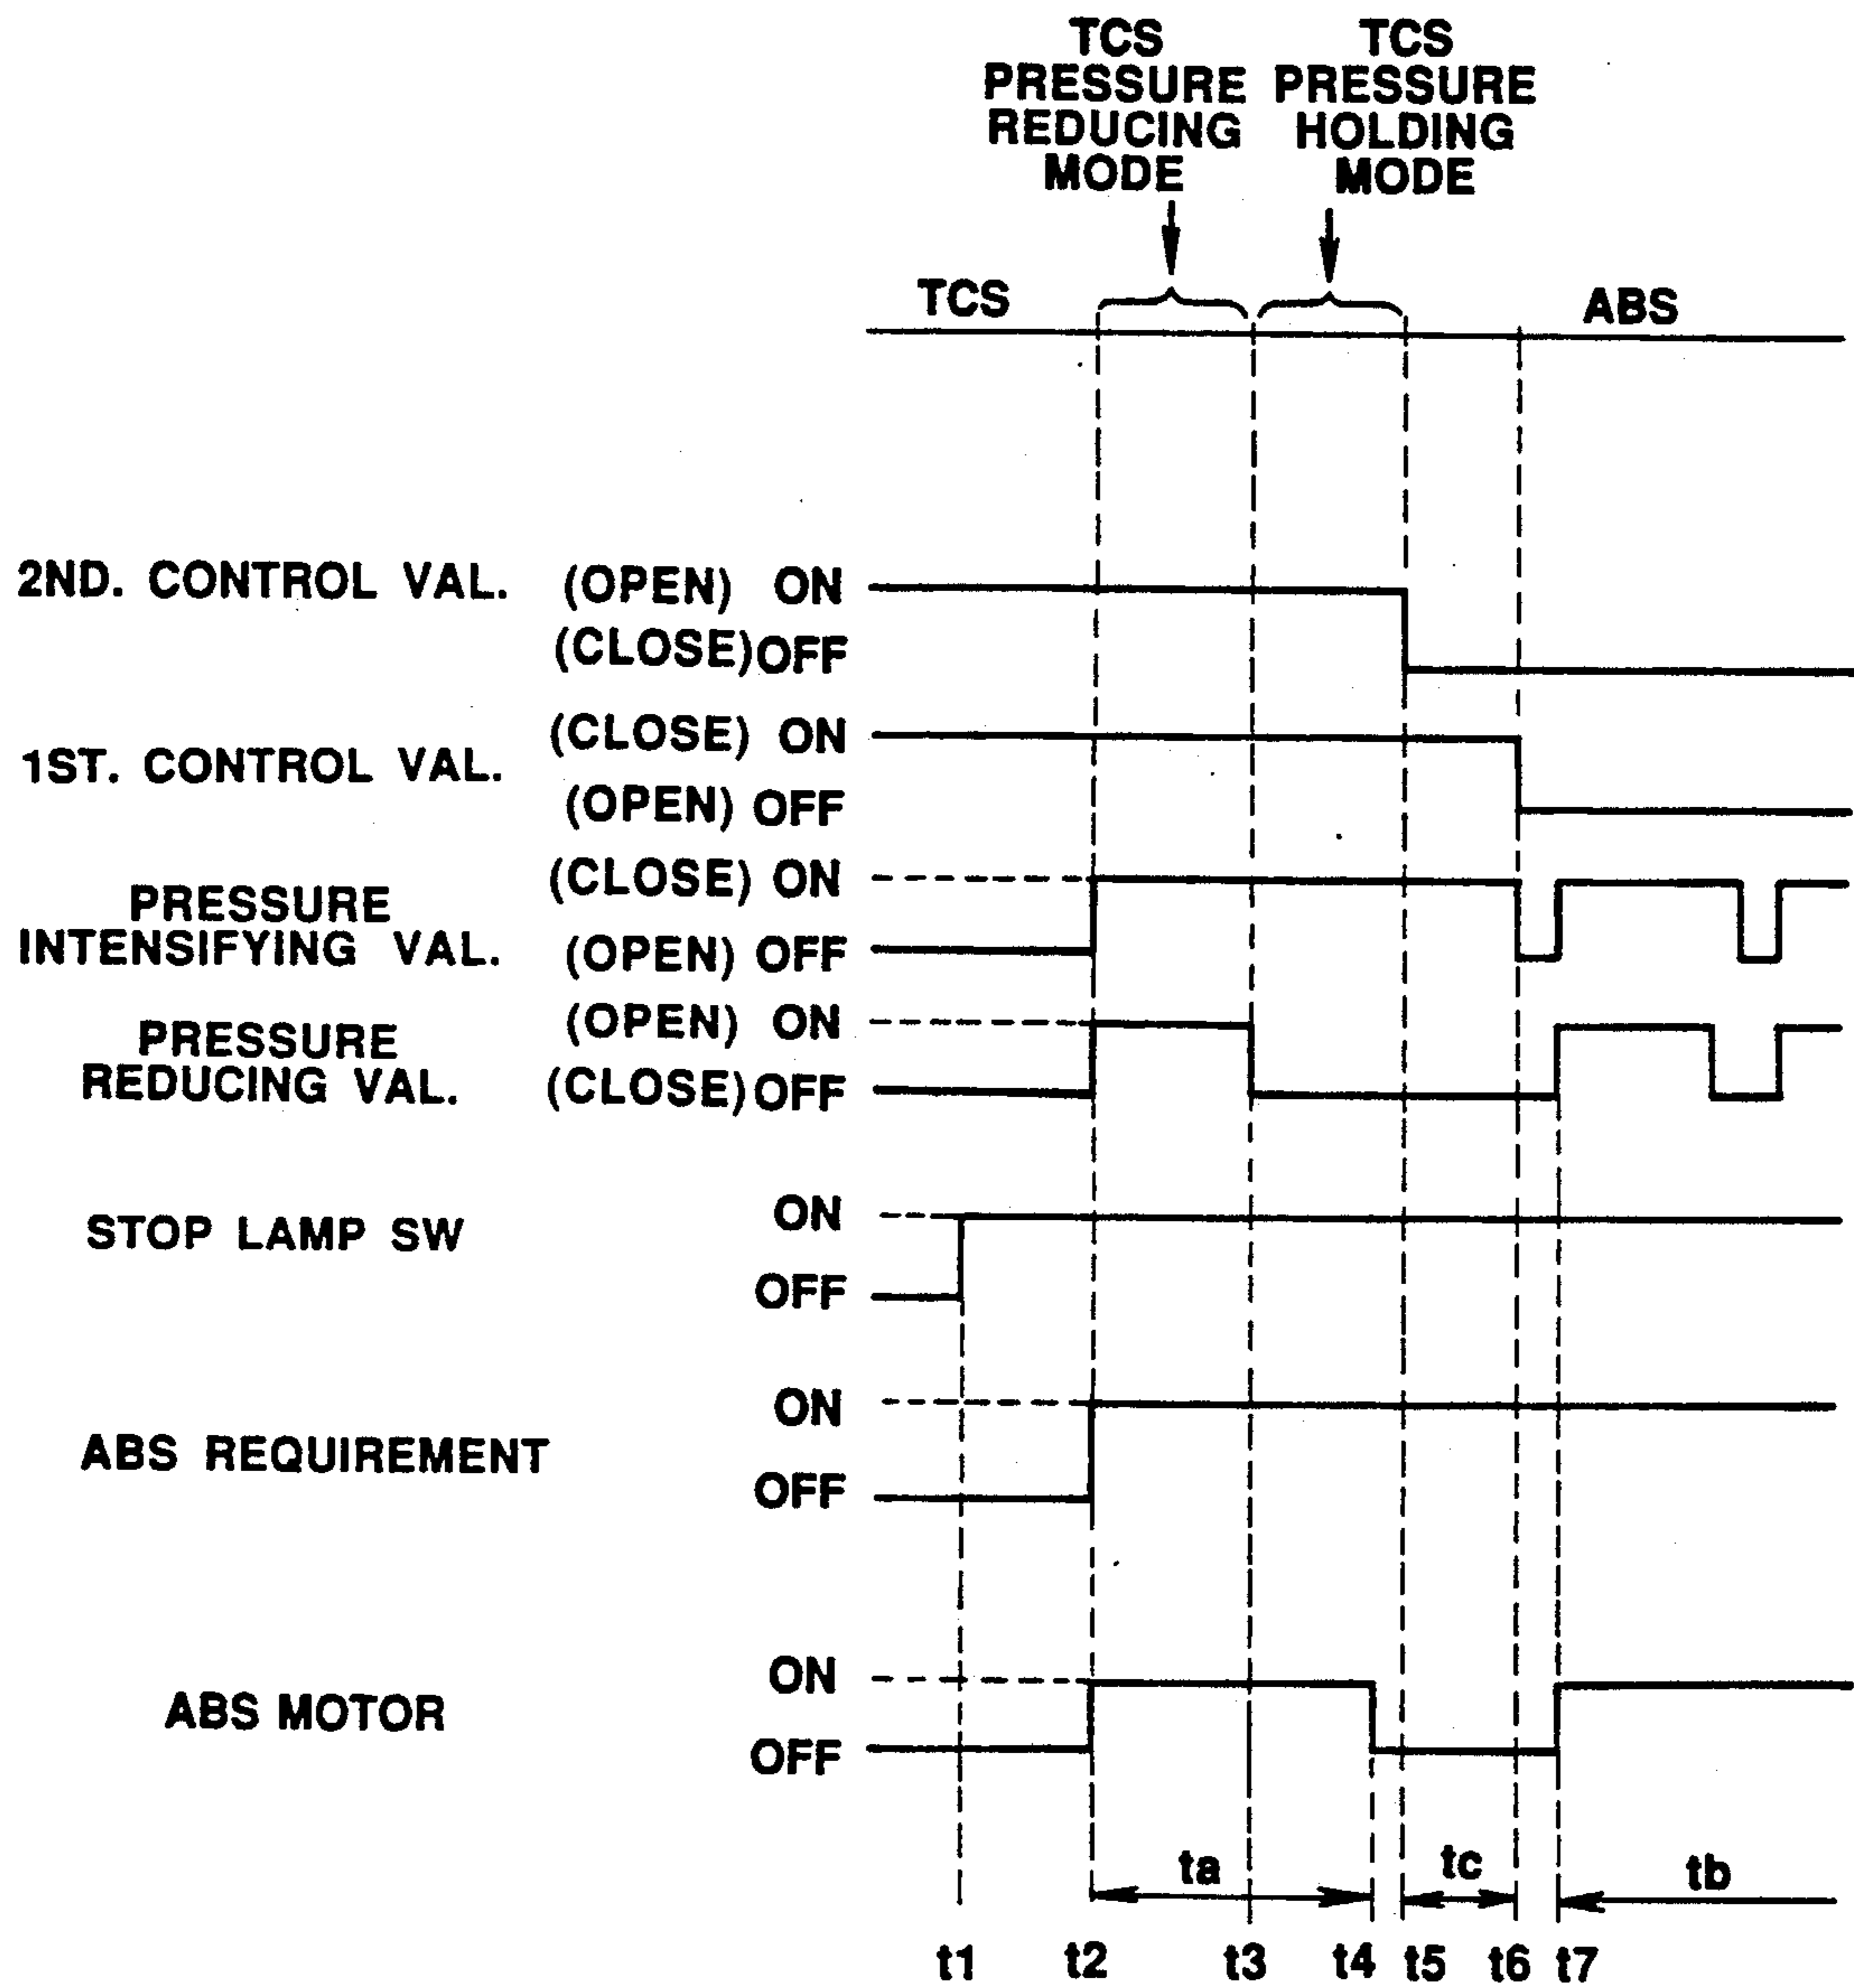 TCS PRESSURE REDUCING MODE
TCS PRESSURE HOLDING MODE
TCS
ABS
2ND. CONTROL VAL.
(OPEN) ON
(CLOSE) OFF
1ST. CONTROL VAL.
(CLOSE) ON
(OPEN) OFF
PRESSURE INTENSIFYING VAL.
(CLOSE) ON
(OPEN) OFF
PRESSURE REDUCING VAL.
(OPEN) ON
(CLOSE) OFF
STOP LAMP SW
ON
OFF
ABS REQUIREMENT
ON
OFF
ABS MOTOR
ON
OFF
ta
tc
tb
t1 t2 t3 t4 t5 t6 t7